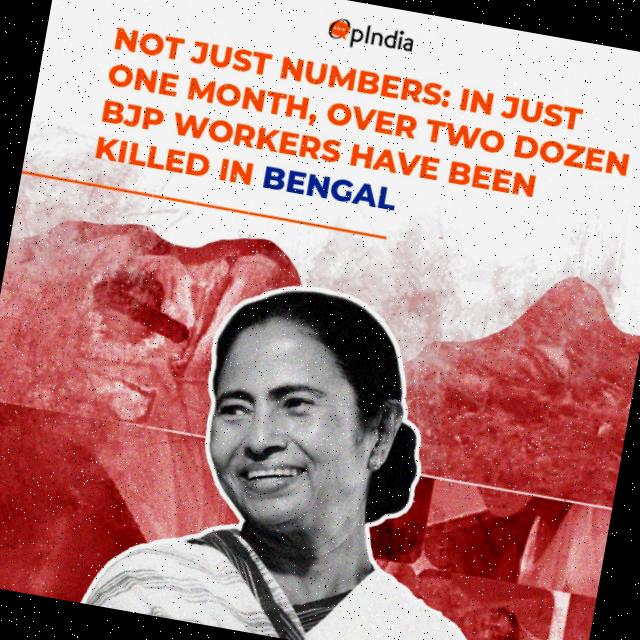 OpIndia
NOT JUST NUMBERS: IN JUST
ONE MONTH, OVER TWO DOZEN
BJP WORKERS HAVE BEEN
KILLED IN BENGAL